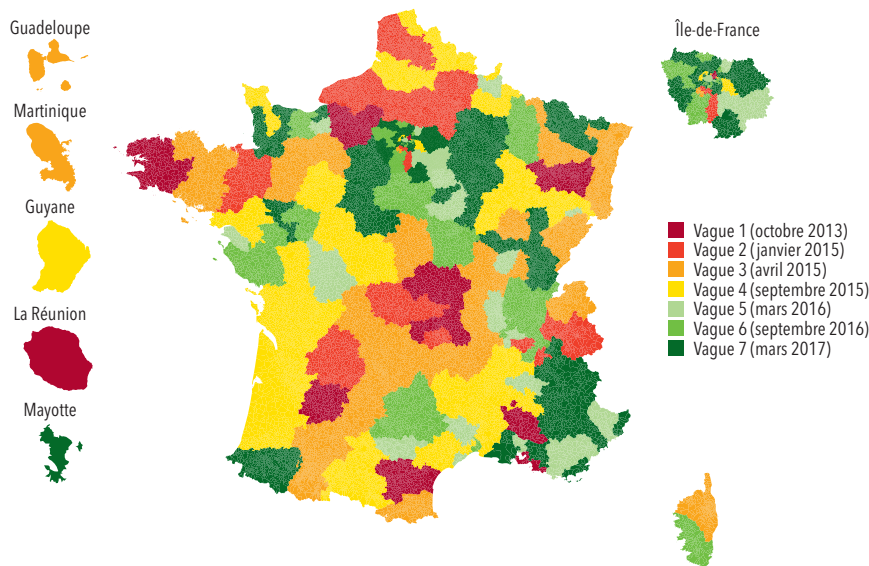 Guadeloupe
Martinique
Guyane
La Réunion
Mayotte
Île-de-France
Vague 1 (octobre 2013)
Vague 2 (janvier 2015)
Vague 3 (avril 2015)
Vague 4 (septembre 2015)
Vague 5 (mars 2016)
Vague 6 (septembre 2016)
Vague 7 (mars 2017)